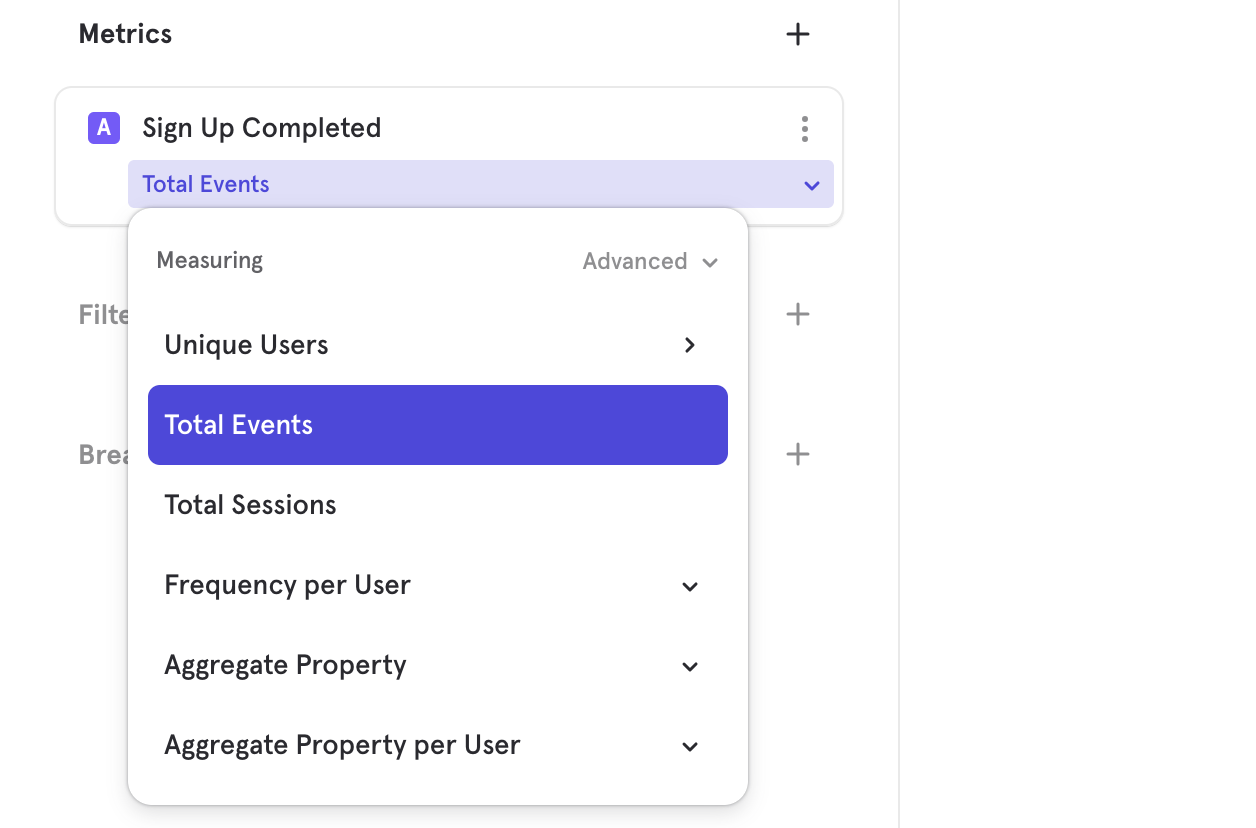 Metrics
A Sign Up Completed
Total Events
Measuring Advanced
Filte
Unique Users
Total Events
Brea
Total Sessions
Frequency per User
Aggregate Property
Aggregate Property per User